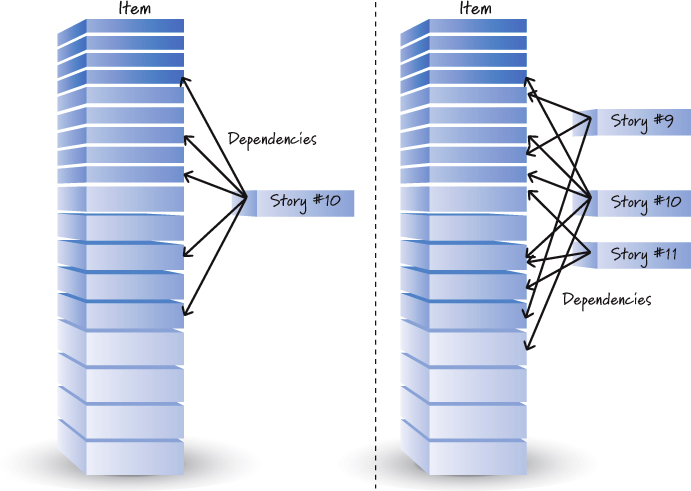 Item
Dependencies
Story #10
Item
Story #9
Story #10
Story #11
Dependencies